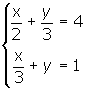 x/2 + y/3 = 4
x/3 + y = 1